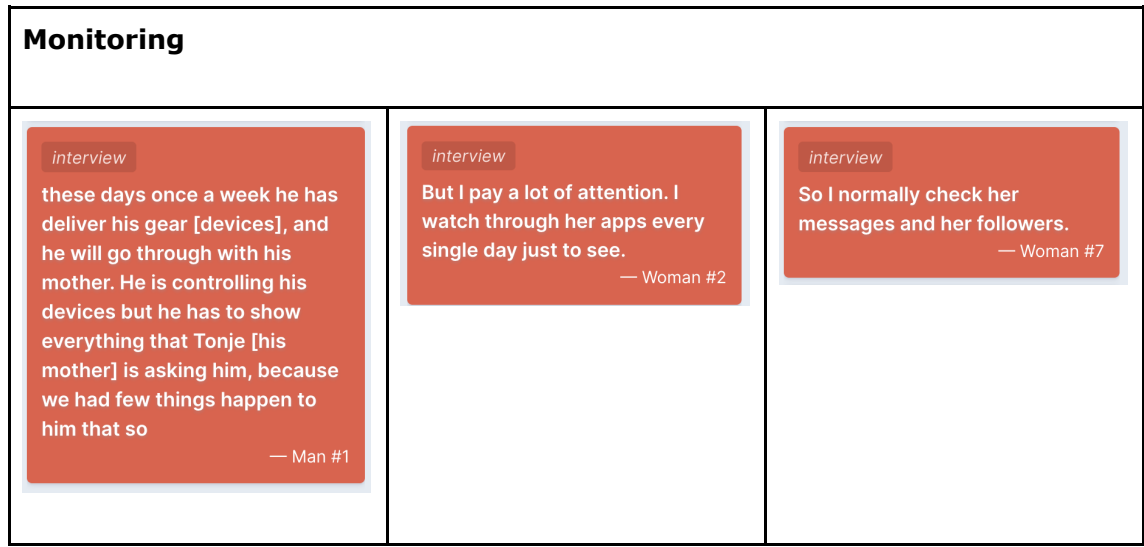 Monitoring
interview
these days once a week he has
deliver his gear [devices], and
he will go through with his
mother. He is controlling his
devices but he has to show
everything that Tonje [his
mother] is asking him, because
we had few things happen to
him that so
— Man #1
interview
But I pay a lot of attention. I
watch through her apps every
single day just to see.
— Woman #2
interview
So I normally check her
messages and her followers.
— Woman #7